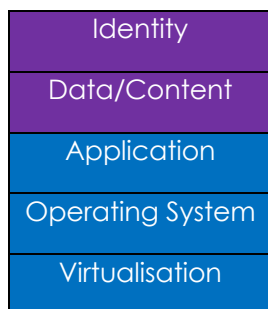 Identity
Data/Content
Application
Operating System
Virtualisation